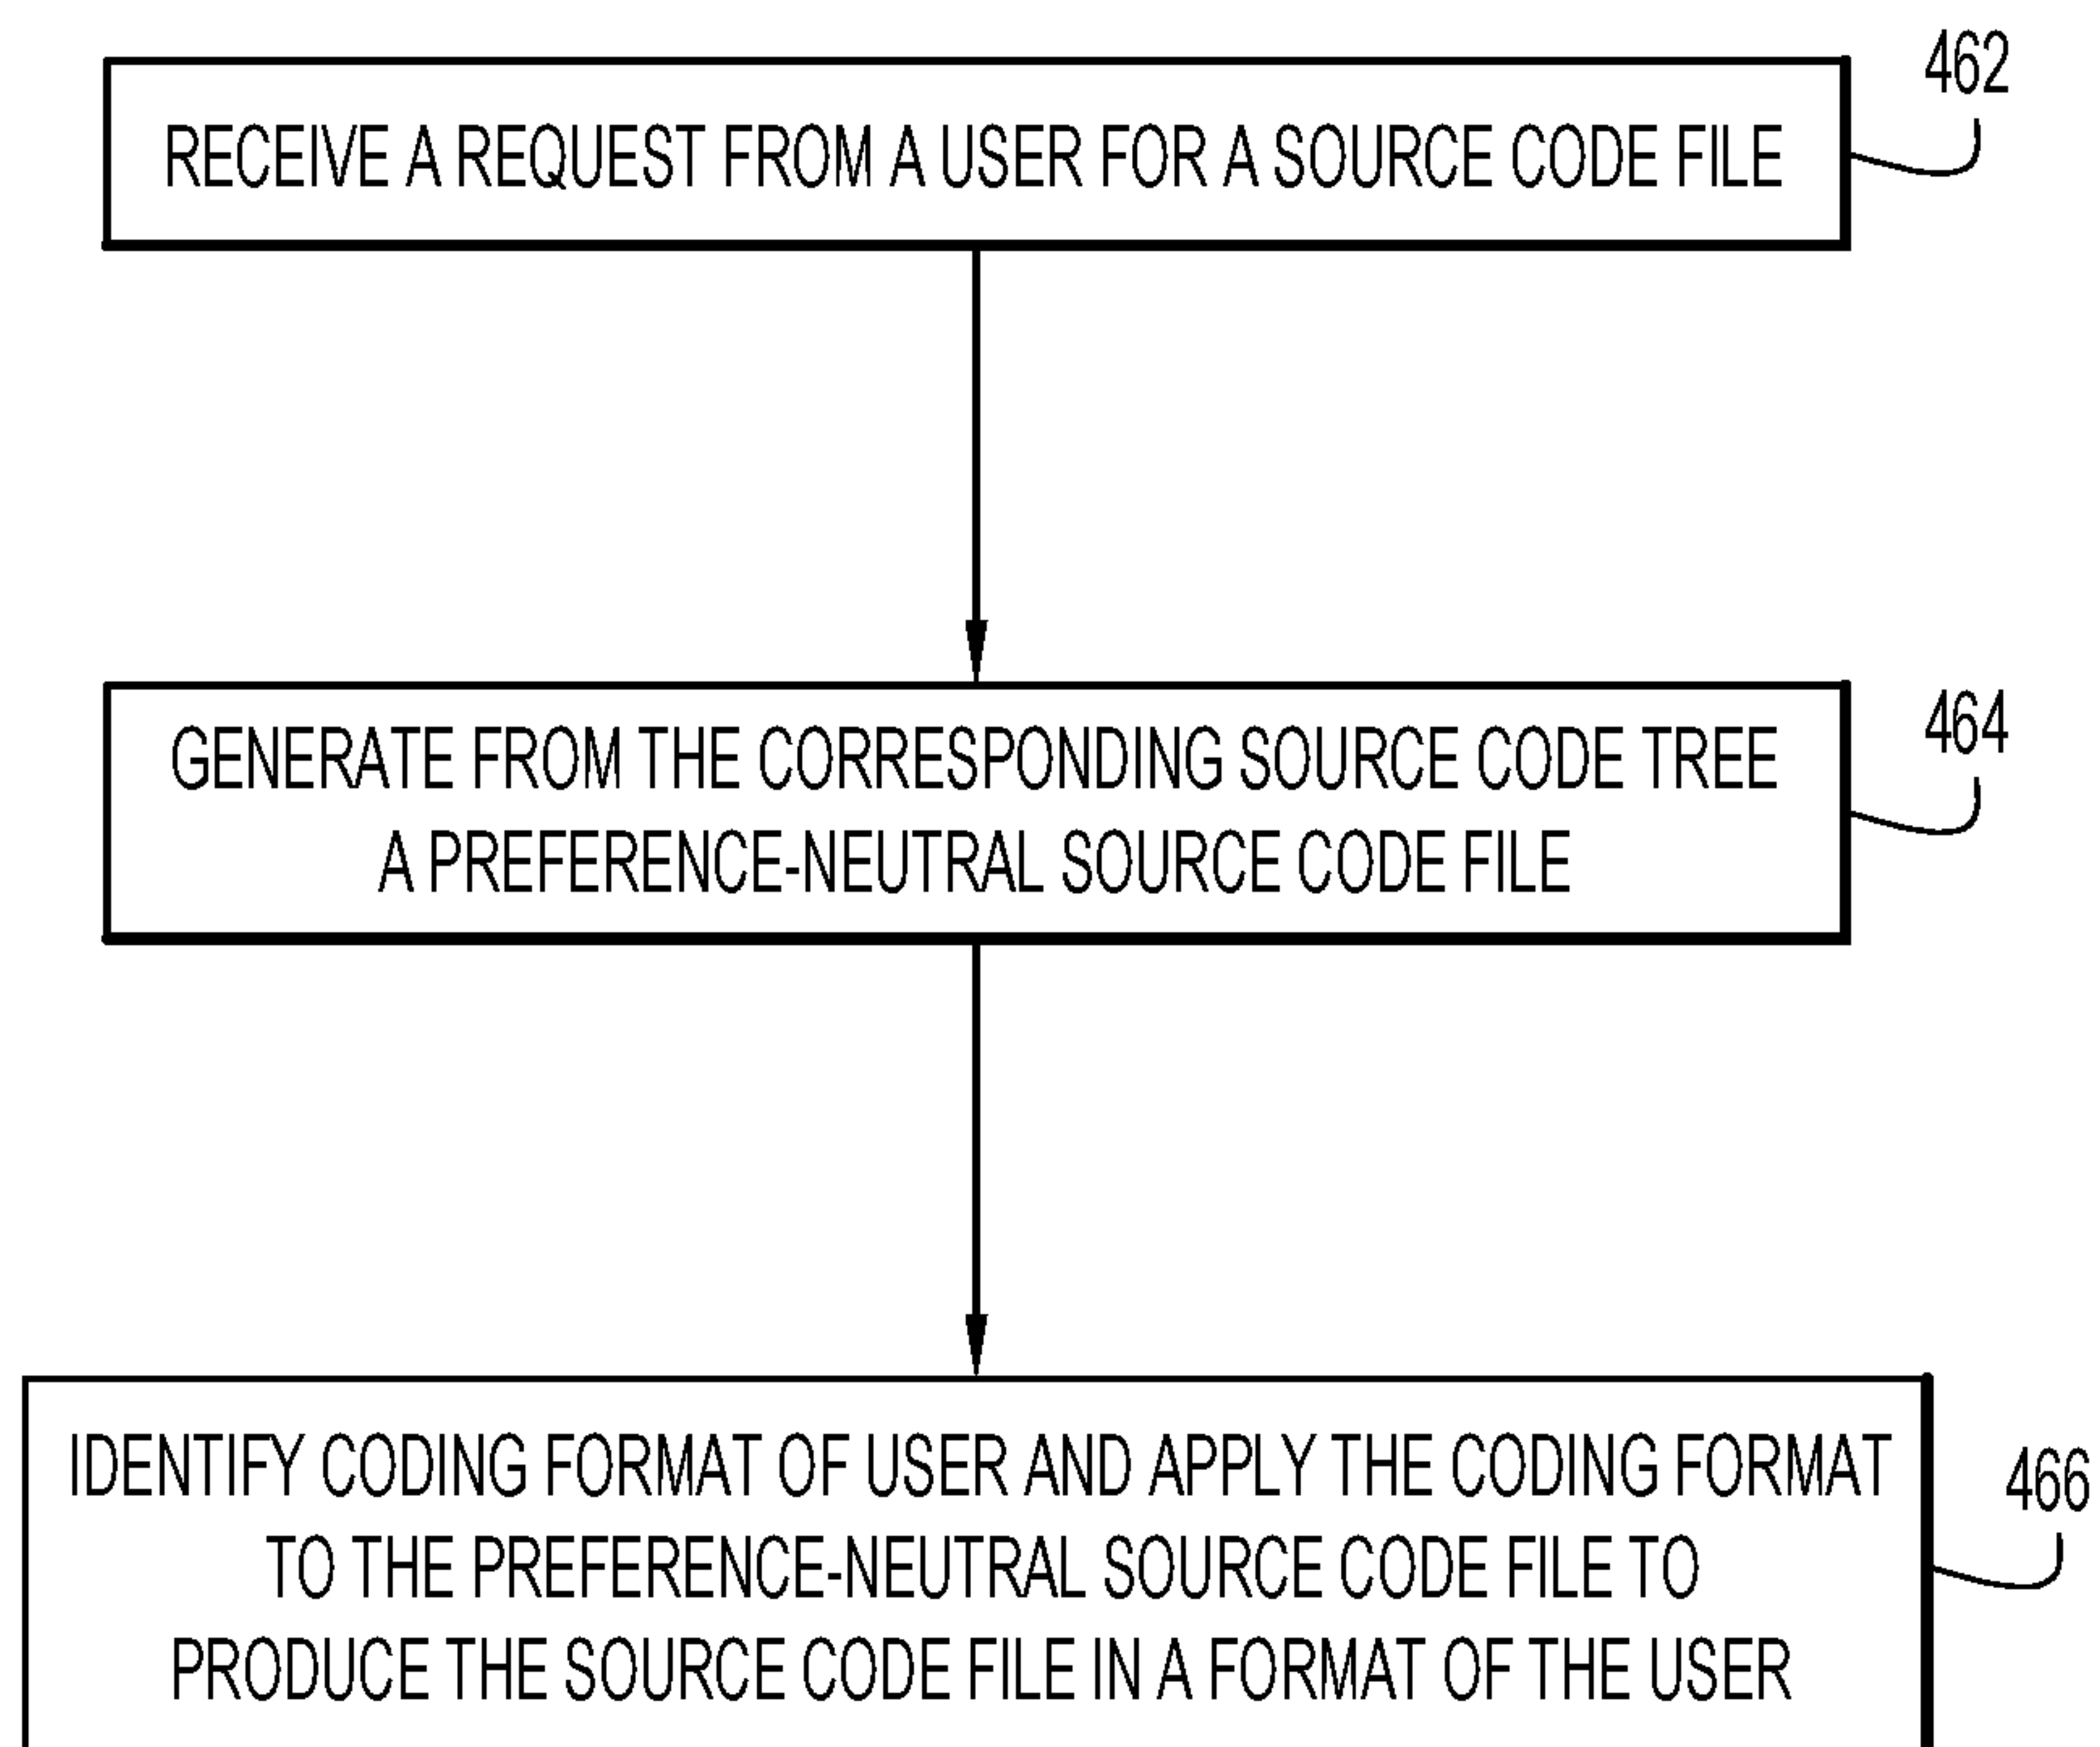 462
RECEIVE A REQUEST FROM A USER FOR A SOURCE CODE FILE
464
GENERATE FROM THE CORRESPONDING SOURCE CODE TREE
A PREFERENCE-NEUTRAL SOURCE CODE FILE
466
IDENTIFY CODING FORMAT OF USER AND APPLY THE CODING FORMAT
TO THE PREFERENCE-NEUTRAL SOURCE CODE FILE TO
PRODUCE THE SOURCE CODE FILE IN A FORMAT OF THE USER